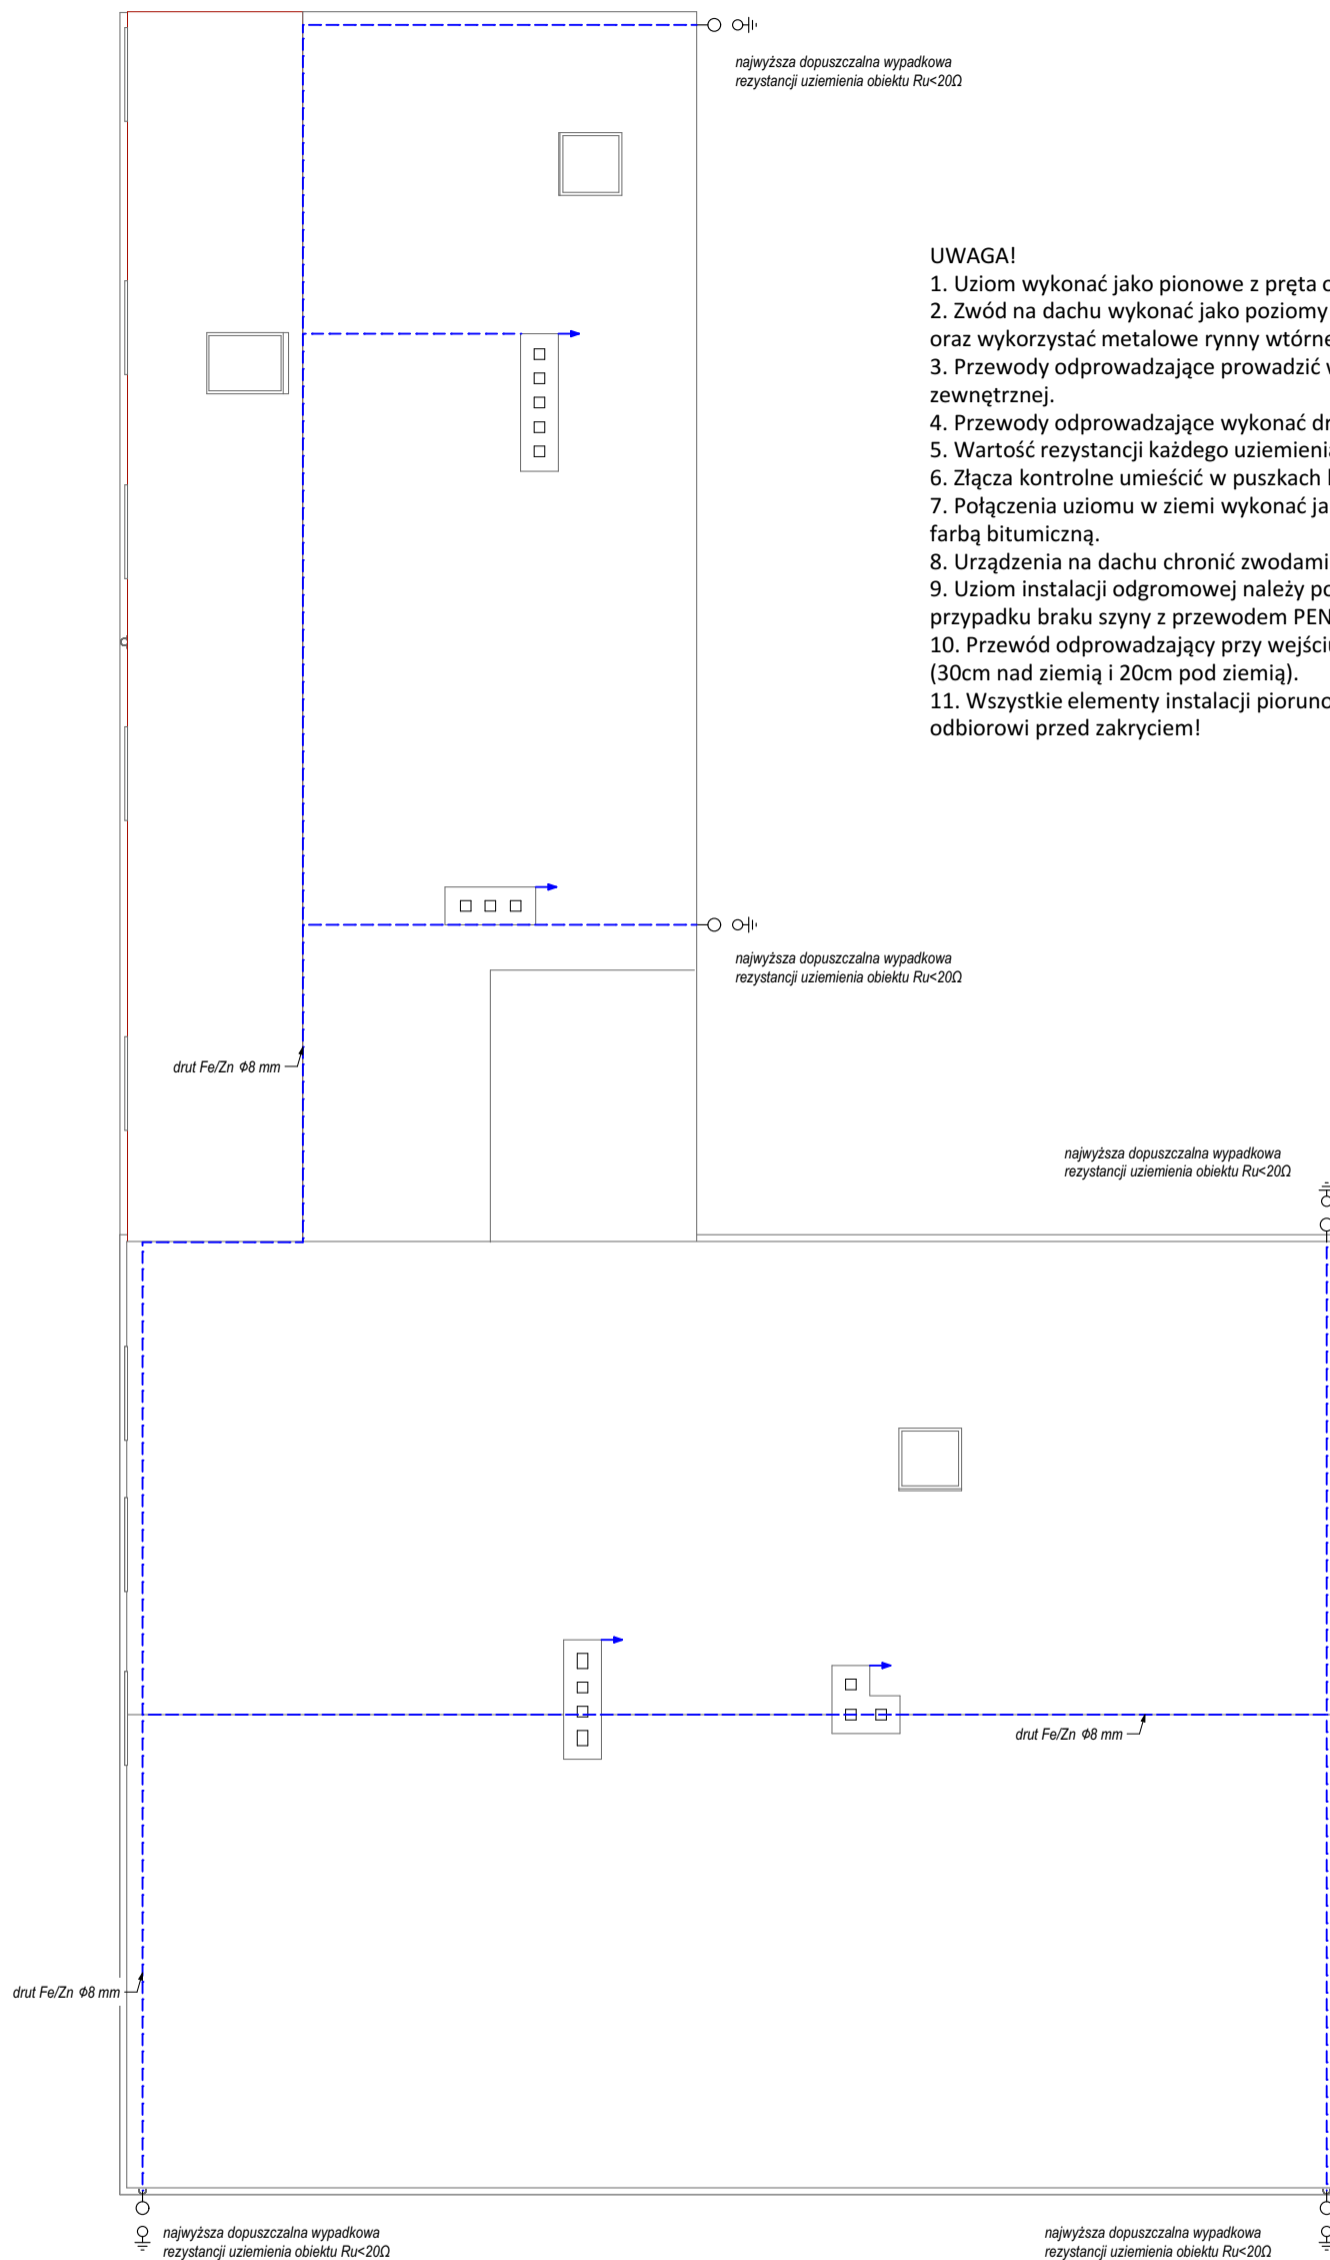 najwyższa dopuszczalna wypadkowa
rezystancji uziemienia obiektu Ru<20Ω
UWAGA!
1. Uziom wykonać jako pionowe z pręta
2. Zwód na dachu wykonać jako poziomy
oraz wykorzystać metalowe rynny wtórne
3. Przewody odprowadzające prowadzić
zewnętrznej.
4. Przewody odprowadzające wykonać
5. Wartość rezystancji każdego uziemienia
6. Złącza kontrolne umieścić w puszkach
7. Połączenia uziomu w ziemi wykonać
farbą bitumiczną.
8. Urządzenia na dachu chronić zwodami
9. Uziom instalacji odgromowej należy
przypadku braku szyny z przewodem PEN
10. Przewód odprowadzający przy wejściu
(30cm nad ziemią i 20cm pod ziemią).
11. Wszystkie elementy instalacji
odbiorowi przed zakryciem!
najwyższa dopuszczalna wypadkowa
rezystancji uziemienia obiektu Ru<20Ω
drut Fe/Zn Φ8 mm
najwyższa dopuszczalna wypadkowa
rezystancji uziemienia obiektu Ru<20Ω
drut Fe/Zn Φ8 mm
drut Fe/Zn Φ8 mm
najwyższa dopuszczalna wypadkowa
rezystancji uziemienia obiektu Ru<20Ω
najwyższa dopuszczalna wypadkowa
rezystancji uziemienia obiektu Ru<20Ω